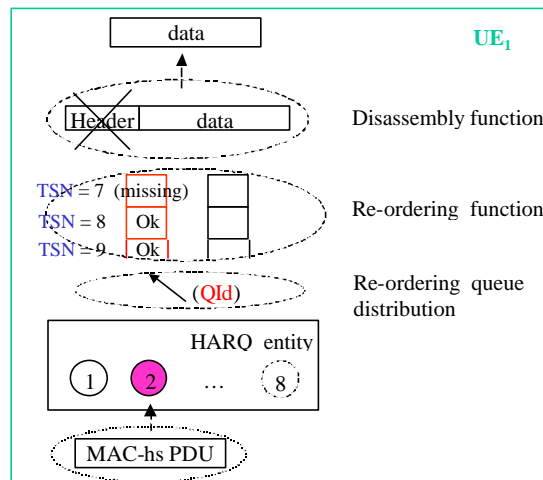 data
UE1
Header data
Disassembly function
TSN = 7 (missing)
TSN = 8 Ok
Re-ordering function
TSN = 9 Ok
(QId)
Re-ordering queue
distribution
HARQ entity
1 2 ... 8
MAC-hs PDU